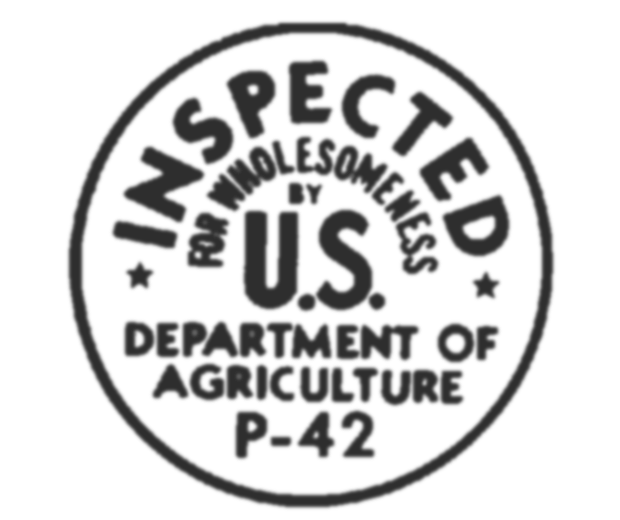 INSPECTED
FOR WHOLESOMENESS
BY
U.S.
DEPARTMENT OF
AGRICULTURE
P-42